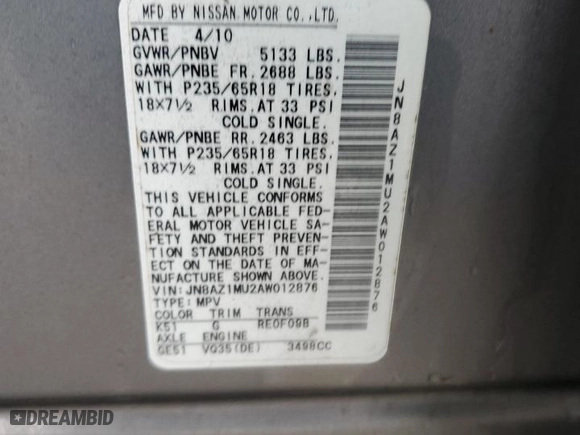 MFD BY NISSAN MOTOR CO.,LTD.
DATE 4/10
GVWR/PNBV 5133 LBS.
GAWR/PNBE FR. 2688 LBS.
WITH P235/65R18 TIRES.
18X7½ RIMS. AT 33 PSI
COLD SINGLE.
GAWR/PNBE RR. 2463 LBS.
WITH P235/65R18 TIRES.
18X7½ RIMS. AT 33 PSI
COLD SINGLE.
THIS VEHICLE CONFORMS
TO ALL APPLICABLE FED-
ERAL MOTOR VEHICLE SA-
FETY AND THEFT PREVEN-
TION STANDARDS IN EFF-
ECT ON THE DATE OF MA-
NUFACTURE SHOWN ABOVE.
VIN: JN8AZ1MU2AW012876
TYPE: MPV
COLOR TRIM TRANS
K51 G RE0F09B
AXLE ENGINE
GE51 VQ35(DE) 3498CC
JN8AZ1MU2AW012876
DREAMBID